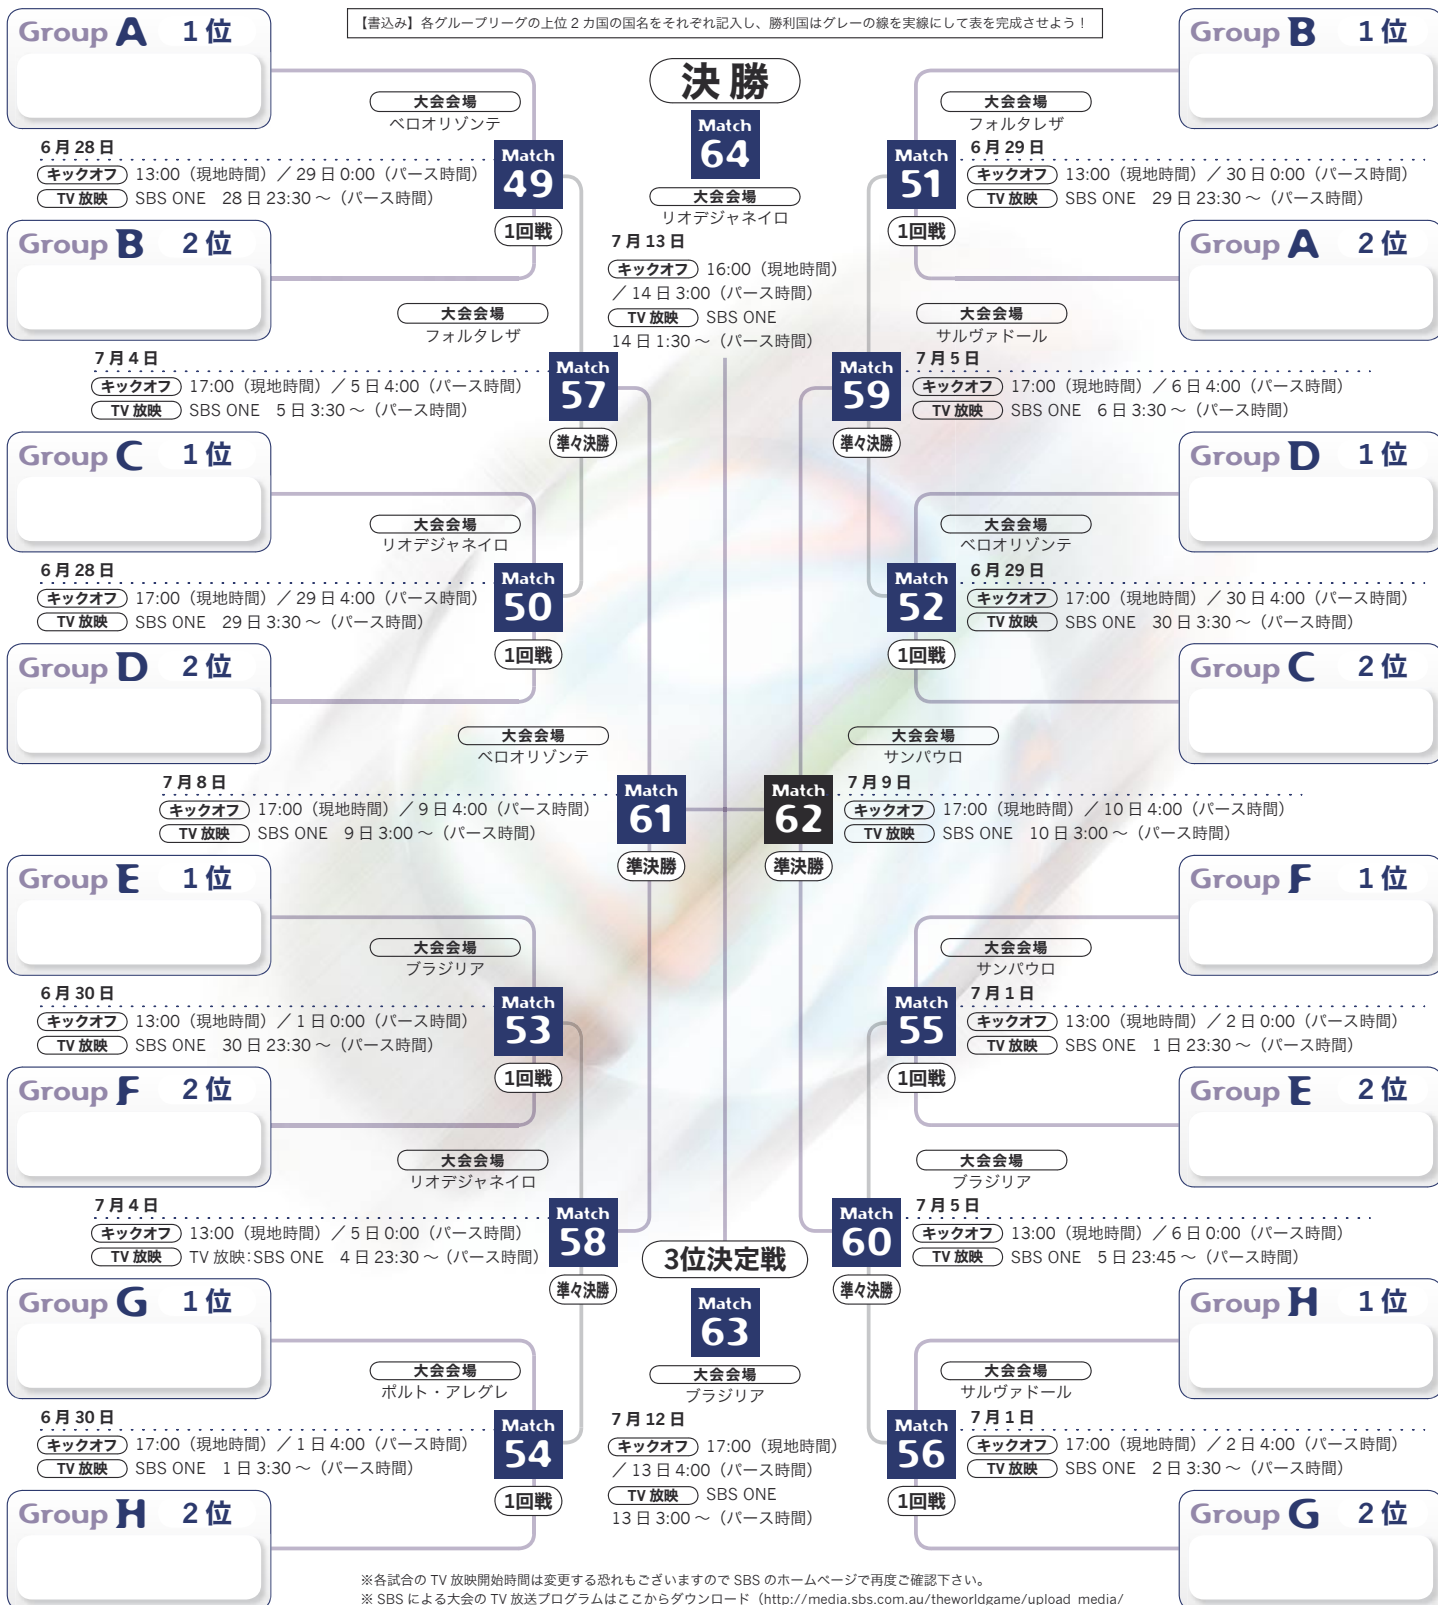 【書込み】各グループリーグの上位2カ国の国名をそれぞれ記入し、勝利国はグレーの線を実線にして表を完成させよう！
Group A 1位
大会会場
ベロオリゾンテ
6月28日
キックオフ 13:00（現地時間）／29日0:00（パース時間）
TV放映 SBS ONE 28日23:30～（パース時間）
Match
49
1回戦
Group B 2位
大会会場
フォルタレザ
7月4日
キックオフ 17:00（現地時間）／5日4:00（パース時間）
TV放映 SBS ONE 5日3:30～（パース時間）
Match
57
準々決勝
Group C 1位
大会会場
リオデジャネイロ
6月28日
キックオフ 17:00（現地時間）／29日4:00（パース時間）
TV放映 SBS ONE 29日3:30～（パース時間）
Match
50
1回戦
Group D 2位
大会会場
ベロオリゾンテ
7月8日
キックオフ 17:00（現地時間）／9日4:00（パース時間）
TV放映 SBS ONE 9日3:00～（パース時間）
Match
61
準決勝
Group E 1位
大会会場
ブラジリア
6月30日
キックオフ 13:00（現地時間）／1日0:00（パース時間）
TV放映 SBS ONE 30日23:30～（パース時間）
Match
53
1回戦
Group F 2位
大会会場
リオデジャネイロ
7月4日
キックオフ 13:00（現地時間）／5日0:00（パース時間）
TV放映 TV放映：SBS ONE 4日23:30～（パース時間）
Match
58
準々決勝
Group G 1位
大会会場
ポルト・アレグレ
6月30日
キックオフ 17:00（現地時間）／1日4:00（パース時間）
TV放映 SBS ONE 1日3:30～（パース時間）
Match
54
1回戦
Group H 2位
決勝
Match
64
大会会場
リオデジャネイロ
7月13日
キックオフ 16:00（現地時間）
／14日3:00（パース時間）
TV放映 SBS ONE
14日1:30～（パース時間）
3位決定戦
Match
63
大会会場
ブラジリア
7月12日
キックオフ 17:00（現地時間）
／13日4:00（パース時間）
TV放映 SBS ONE
13日3:00～（パース時間）
Group B 1位
大会会場
フォルタレザ
Match
51
1回戦
6月29日
キックオフ 13:00（現地時間）／30日0:00（パース時間）
TV放映 SBS ONE 29日23:30～（パース時間）
Group A 2位
大会会場
サルヴァドール
Match
59
準々決勝
7月5日
キックオフ 17:00（現地時間）／6日4:00（パース時間）
TV放映 SBS ONE 6日3:30～（パース時間）
Group D 1位
大会会場
ベロオリゾンテ
Match
52
1回戦
6月29日
キックオフ 17:00（現地時間）／30日4:00（パース時間）
TV放映 SBS ONE 30日3:30～（パース時間）
Group C 2位
大会会場
サンパウロ
Match
62
準決勝
7月9日
キックオフ 17:00（現地時間）／10日4:00（パース時間）
TV放映 SBS ONE 10日3:00～（パース時間）
Group F 1位
大会会場
サンパウロ
Match
55
1回戦
7月1日
キックオフ 13:00（現地時間）／2日0:00（パース時間）
TV放映 SBS ONE 1日23:30～（パース時間）
Group E 2位
大会会場
ブラジリア
Match
60
準々決勝
7月5日
キックオフ 13:00（現地時間）／6日0:00（パース時間）
TV放映 SBS ONE 5日23:45～（パース時間）
Group H 1位
大会会場
サルヴァドール
Match
56
1回戦
7月1日
キックオフ 17:00（現地時間）／2日4:00（パース時間）
TV放映 SBS ONE 2日3:30～（パース時間）
Group G 2位
※各試合のTV放映開始時間は変更する恐れもございますのでSBSのホームページで再度ご確認下さい。
※SBSによる大会のTV放送プログラムはここからダウンロード（http://media.sbs.com.au/theworldgame/upload_media/